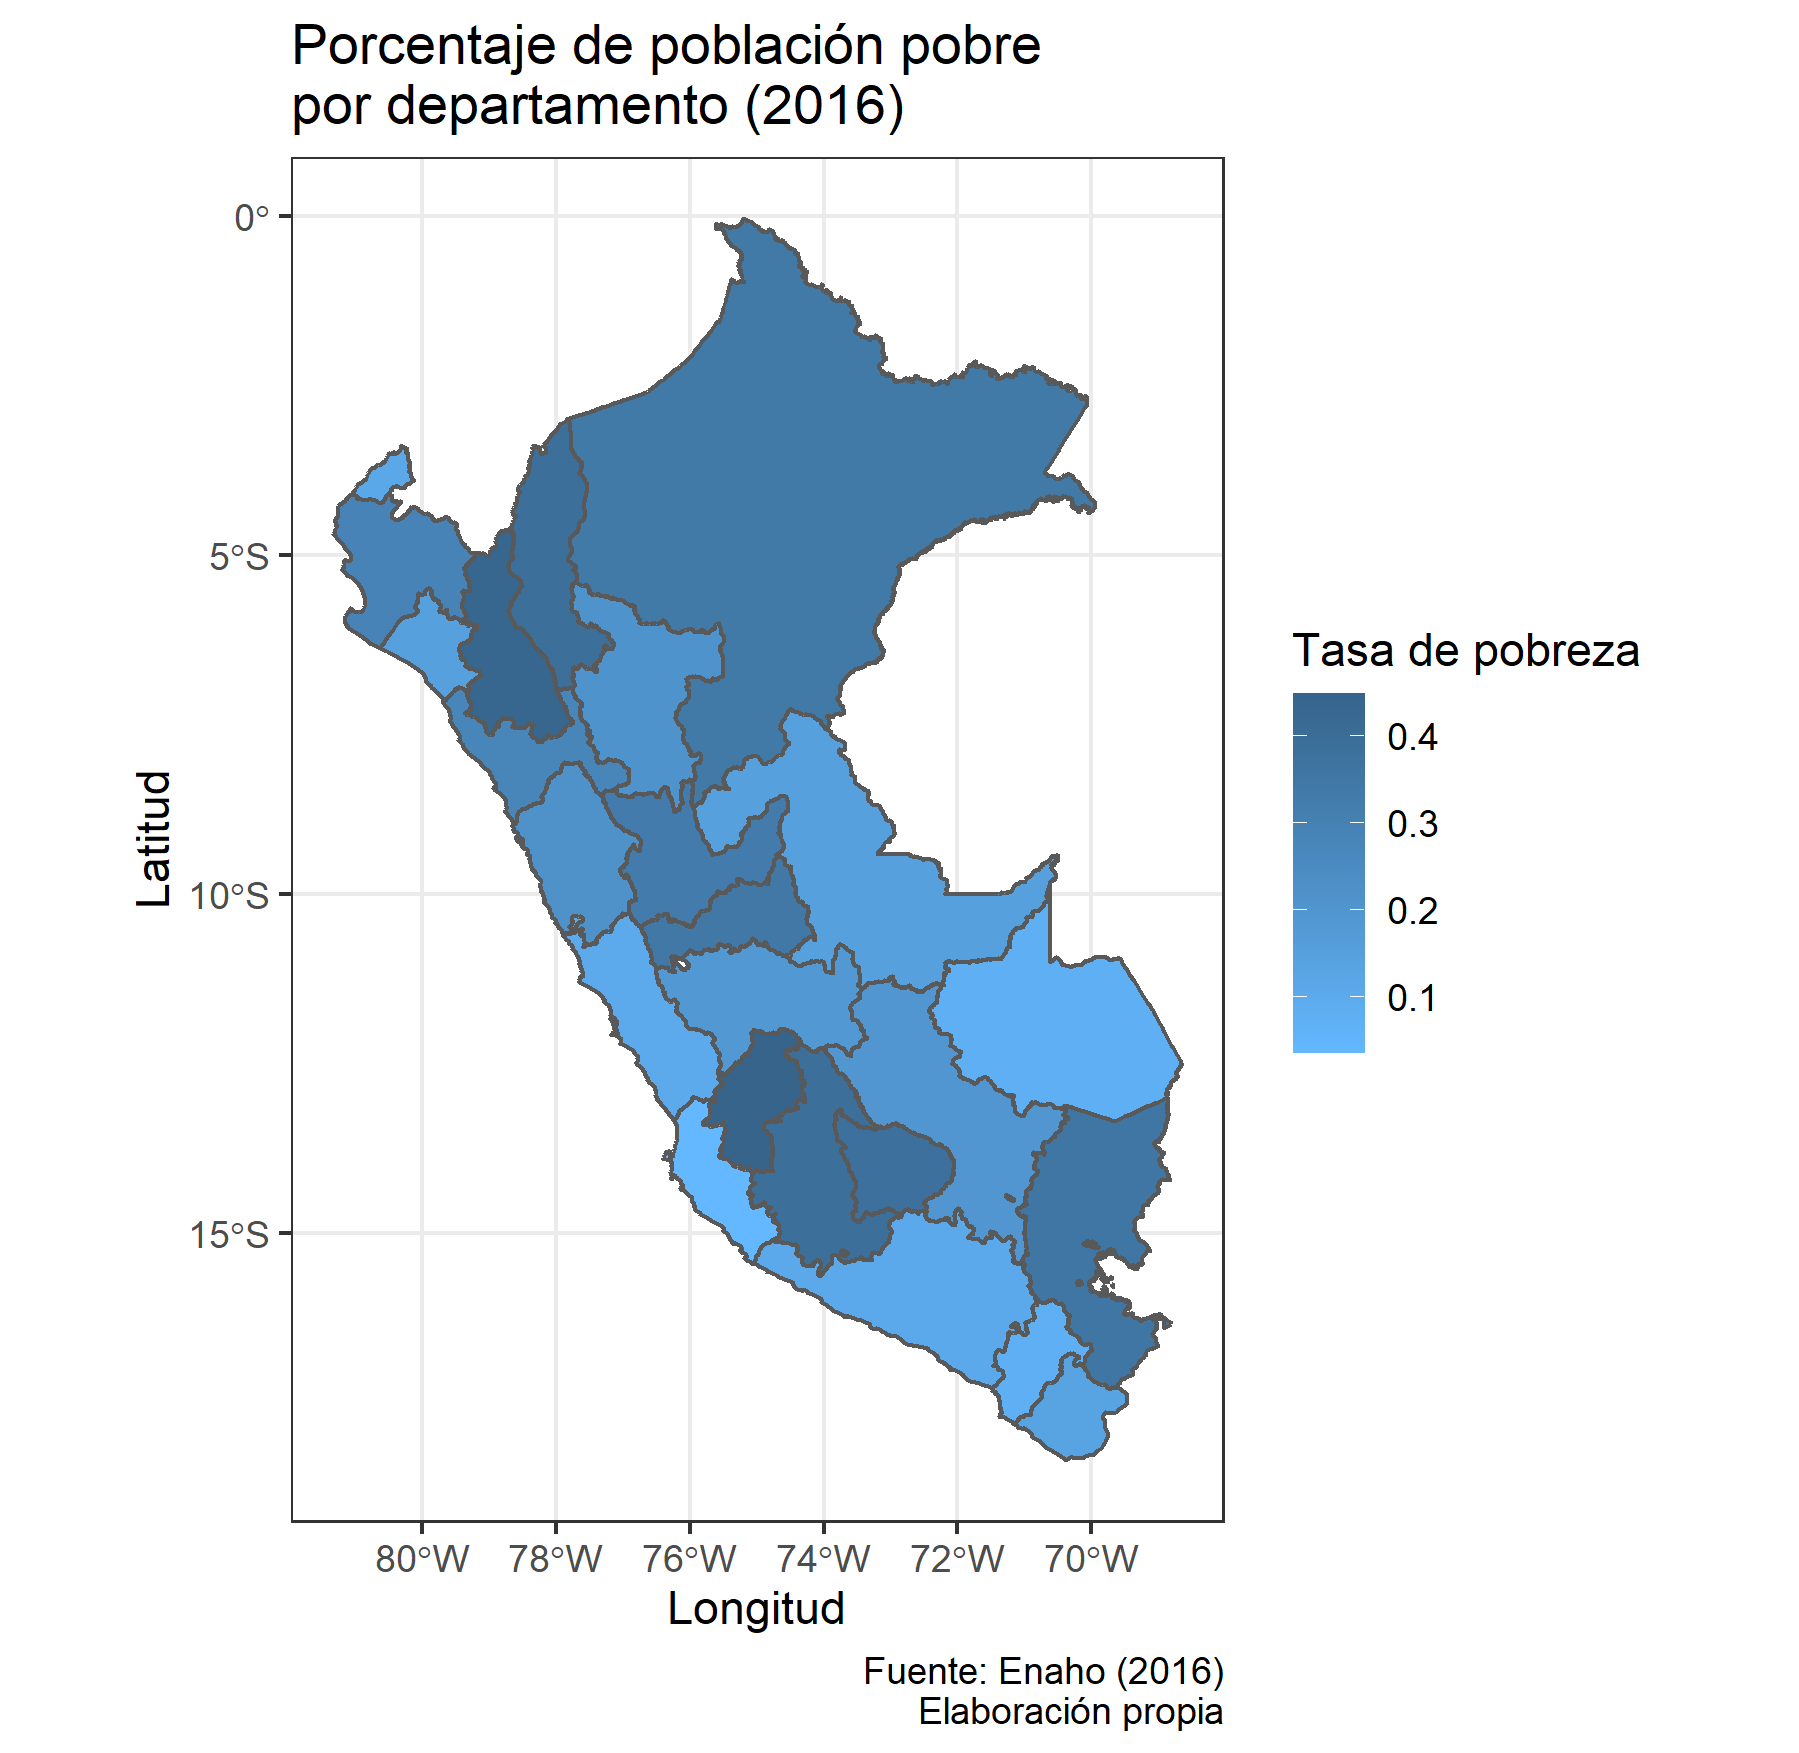 Porcentaje de población pobre
por departamento (2016)
0°
5°S
10°S
15°S
Latitud
80°W 78°W 76°W 74°W 72°W 70°W
Longitud
Tasa de pobreza
0.4
0.3
0.2
0.1
Fuente: Enaho (2016)
Elaboración propia